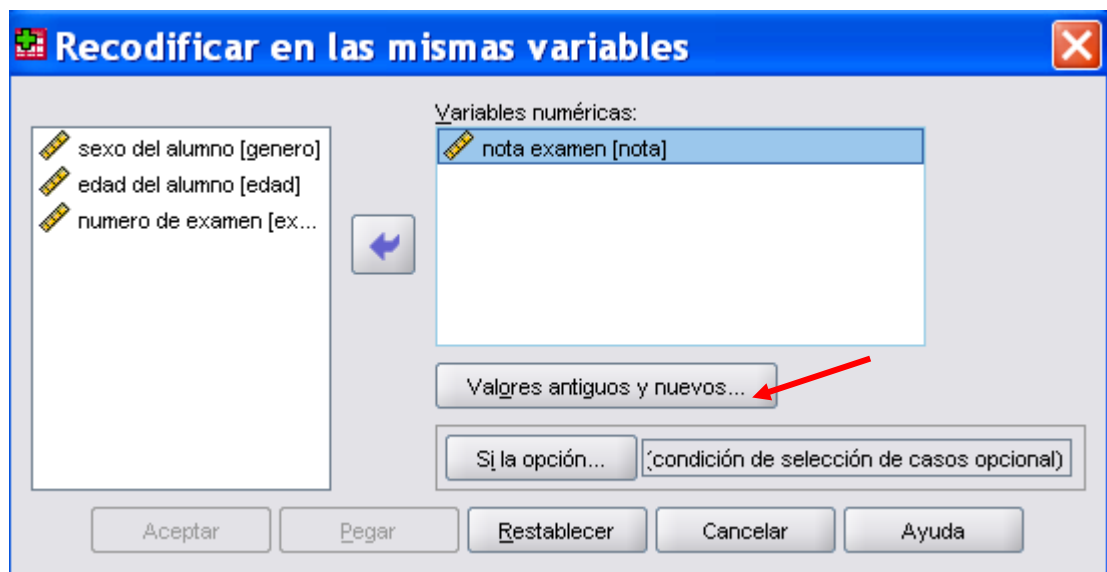 Recodificar en las mismas variables
Variables numéricas:
sexo del alumno [genero]
edad del alumno [edad]
numero de examen [ex...
nota examen [nota]
Valores antiguos y nuevos...
Si la opción...
(condición de selección de casos opcional)
Aceptar
Pegar
Restablecer
Cancelar
Ayuda